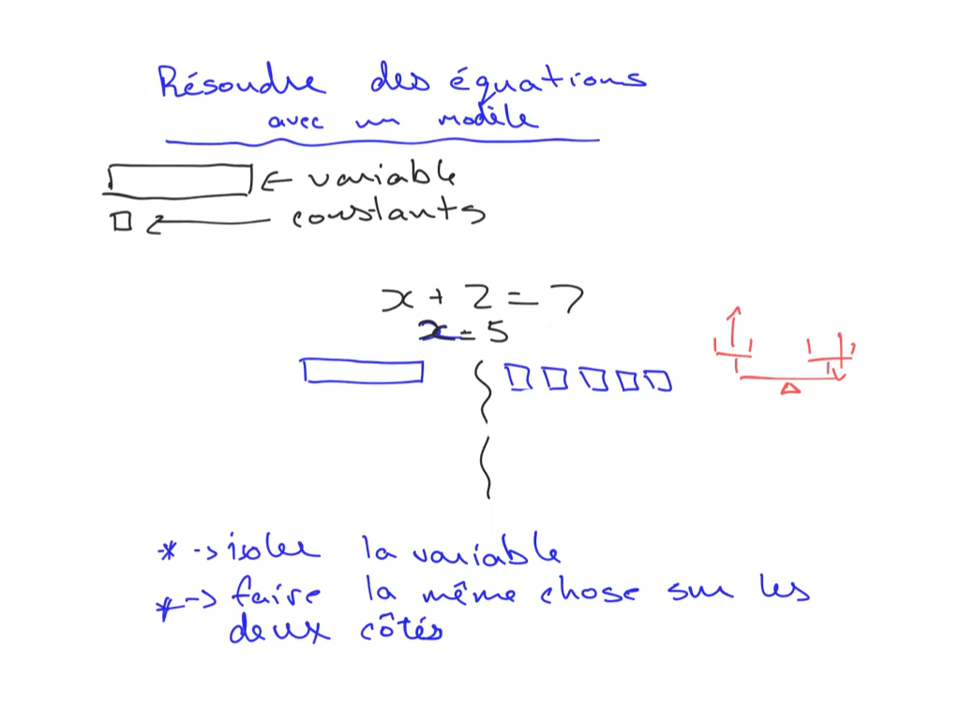 Résoudre des équations
avec un modèle
← variable
← constants
x + 2 = 7
x = 5
* -> isoler la variable
* -> faire la même chose sur les
deux côtés